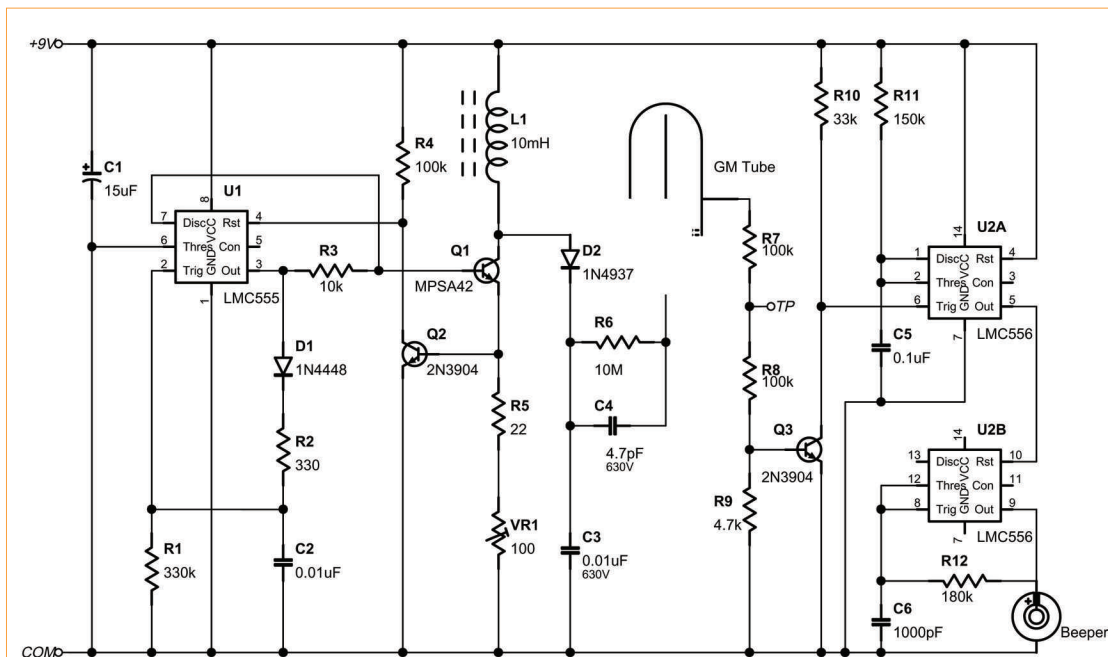 +9V
C1
15uF
U1
7
6
2
8
1
4
5
3
Disc
Thres
Trig
VCC
GND
Rst
Con
Out
LMC555
R3
10k
R4
100k
L1
10mH
Q1
MPSA42
Q2
2N3904
D1
1N4448
R2
330
R1
330k
C2
0.01uF
R5
22
VR1
100
D2
1N4937
R6
10M
C4
4.7pF
630V
C3
0.01uF
630V
GM Tube
R7
100k
TP
R8
100k
R9
4.7k
Q3
2N3904
R10
33k
R11
150k
C5
0.1uF
U2A
1
2
6
14
7
4
3
5
Disc
Thres
Trig
VCC
GND
Rst
Con
Out
LMC556
U2B
13
12
8
14
7
10
11
9
Disc
Thres
Trig
VCC
GND
Rst
Con
Out
LMC556
R12
180k
C6
1000pF
+
Beeper
COM